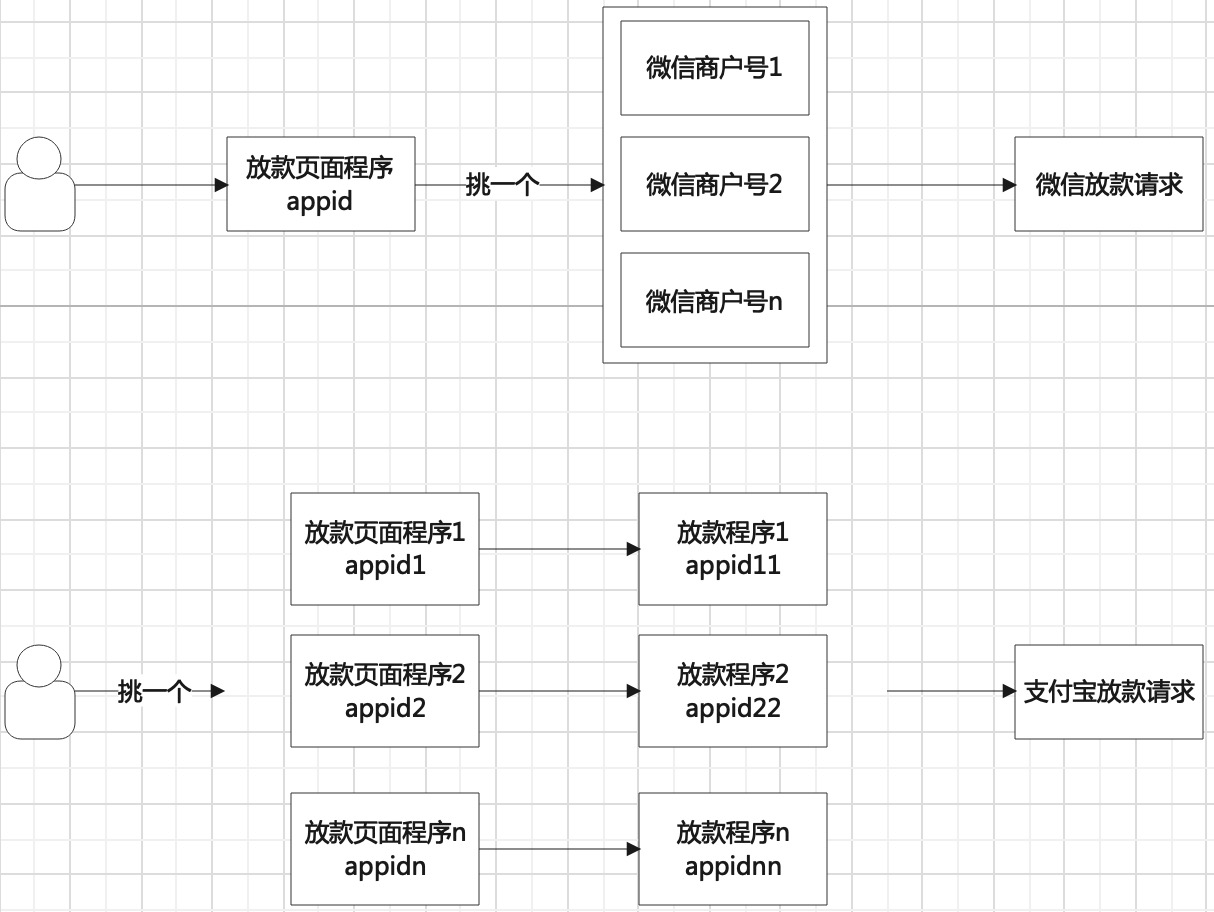 微信商户号1
放款页面程序
appid
挑一个
微信商户号2
微信放款请求
微信商户号n
放款页面程序1
appid1
放款程序1
appid11
挑一个
放款页面程序2
appid2
放款程序2
appid22
支付宝放款请求
放款页面程序n
appidn
放款程序n
appidnn